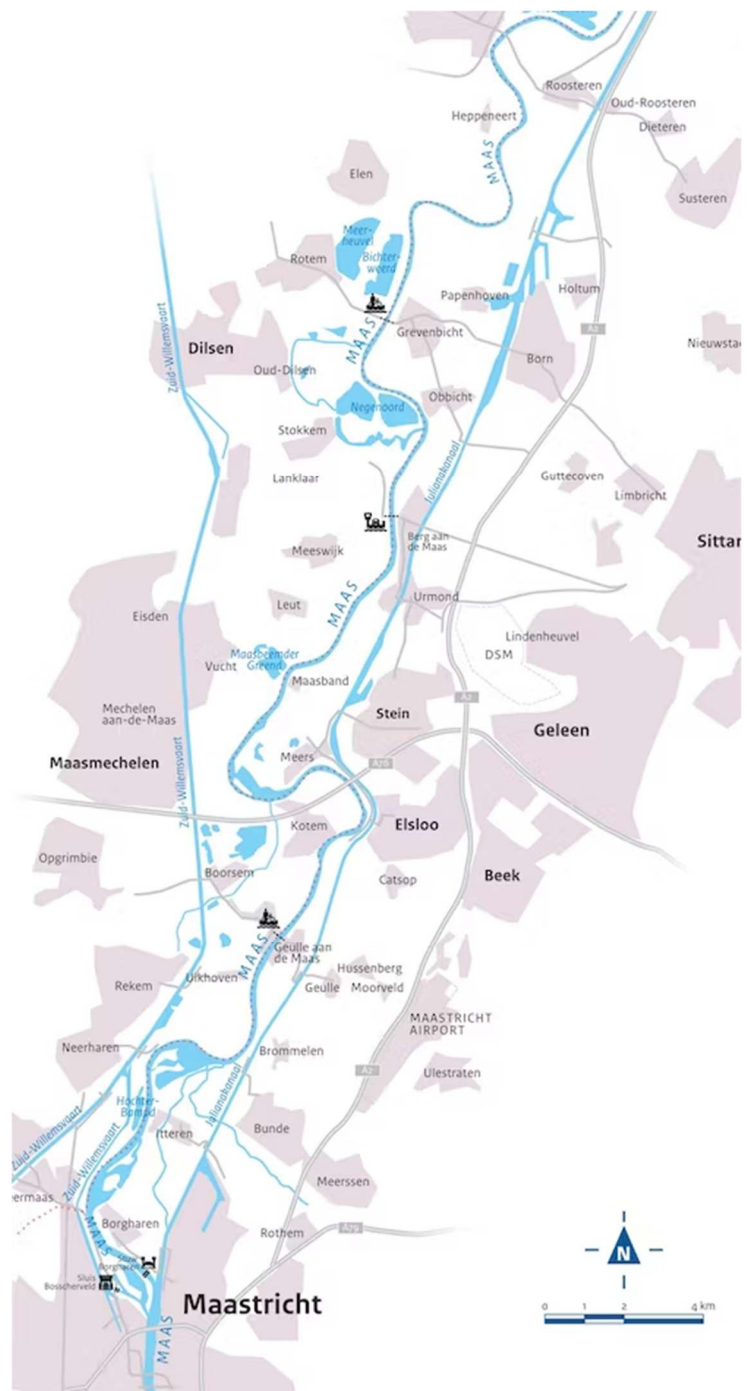 Roosteren
Oud-Roosteren
Heppeneert
Dieteren
MAAS
Elen
Susteren
Meer-
heuvel
Rotem
Bichter-
weerd
Papenhoven
Holtum
Zuid-Willemsvaart
MAAS
Grevenbicht
A2
Dilsen
Born
Oud-Dilsen
Negenoord
Obbicht
Stokkem
Julianakanaal
Lanklaar
Guttecoven
Limbricht
Berg aan
de Maas
Sittar
Meeswijk
MAAS
Leut
Urmond
Eisden
Lindenheuvel
DSM
Vucht
Maasbeemder
Greend
Maasband
A2
Mechelen
aan-de-Maas
Stein
Geleen
Maasmechelen
Meers
A76
Zuid-Willemsvaart
Kotem
Elsloo
Opgrimbie
Boorsem
Catsop
Beek
MAAS
Geulle aan
de Maas
Rekem
Uikhoven
Hussenberg
Geulle
Moorveld
MAASTRICHT
AIRPORT
Neerharen
Brommelen
A2
Ulestraten
Julianakanaal
Hochter-
Bampd
Zuid-Willemsvaart
Zuid-Willemsvaart
Itteren
Bunde
Meerssen
ermaas
MAAS
Borgharen
Rothem
A79
Stuw
Borgharen
Sluis
Bosscherveld
N
Maastricht
MAAS
0 1 2 4 km